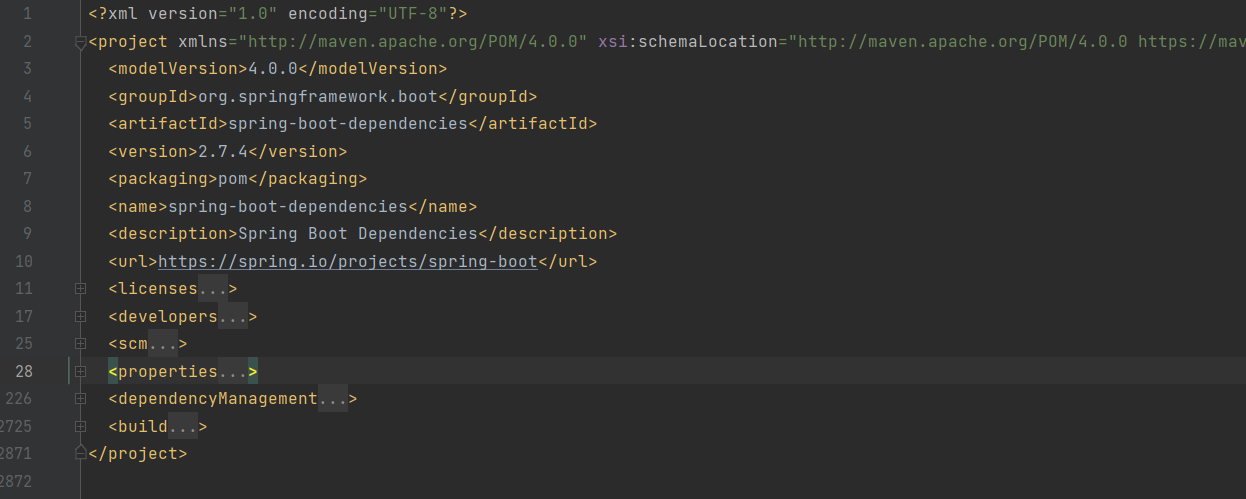 1 <?xml version="1.0" encoding="UTF-8"?>
2 <project xmlns="http://maven.apache.org/POM/4.0.0" xsi:schemaLocation="http://maven.apache.org/POM/4.0.0 https://mav
3 <modelVersion>4.0.0</modelVersion>
4 <groupId>org.springframework.boot</groupId>
5 <artifactId>spring-boot-dependencies</artifactId>
6 <version>2.7.4</version>
7 <packaging>pom</packaging>
8 <name>spring-boot-dependencies</name>
9 <description>Spring Boot Dependencies</description>
10 <url>https://spring.io/projects/spring-boot</url>
11 <licenses...>
17 <developers...>
25 <scm...>
28 <properties...>
226 <dependencyManagement...>
2725 <build...>
2871 </project>
2872